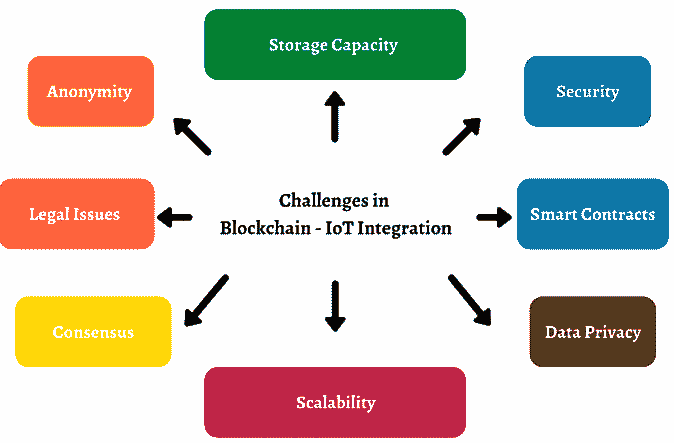 Storage Capacity
Anonymity
Security
Challenges in
Blockchain - IoT Integration
Legal Issues
Smart Contracts
Consensus
Data Privacy
Scalability